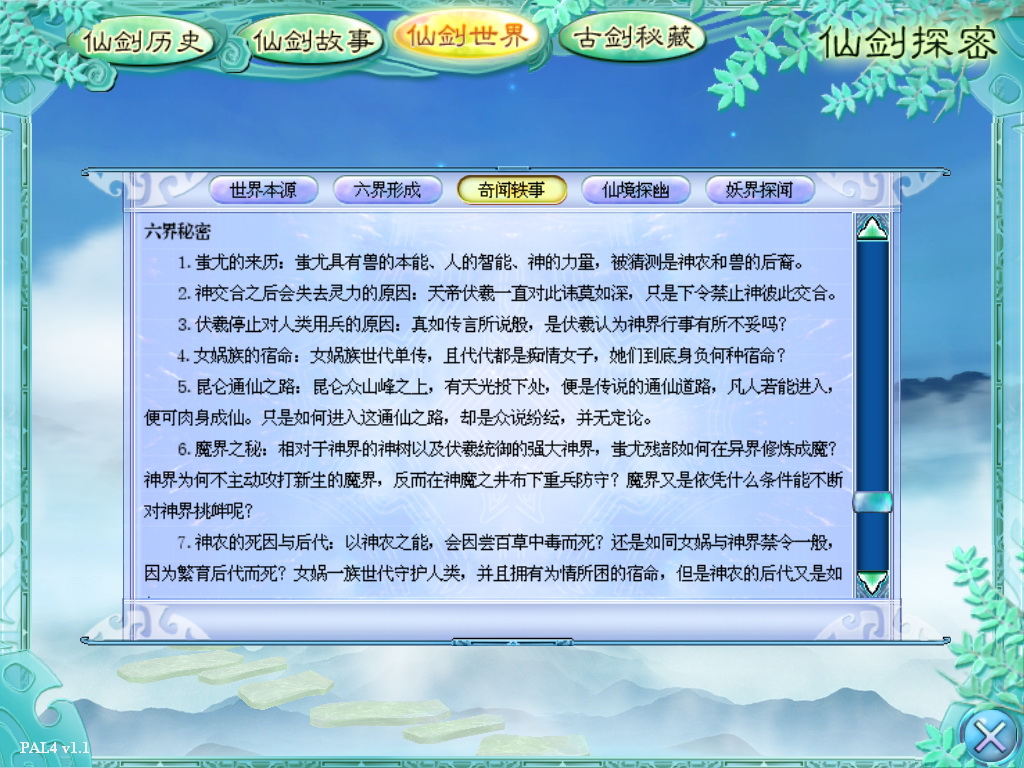 仙剑历史 仙剑故事 仙剑世界 古剑秘藏 仙剑探密
世界本源 六界形成 奇闻轶事 仙境探幽 妖界探闻
六界秘密
1. 蚩尤的来历：蚩尤具有兽的本能、人的智能、神的力量，被猜测是神农和兽的后裔。
2. 神交合之后会失去灵力的原因：天帝伏羲一直对此讳莫如深，只是下令禁止神彼此交合。
3. 伏羲停止对人类用兵的原因：真如传言所说般，是伏羲认为神界行事有所不妥吗？
4. 女娲族的宿命：女娲族世代单传，且代代都是痴情女子，她们到底身负何种宿命？
5. 昆仑通仙之路：昆仑众山峰之上，有天光投下处，便是传说的通仙道路，凡人若能进入，
便可肉身成仙。只是如何进入这通仙之路，却是众说纷纭，并无定论。
6. 魔界之秘：相对于神界的神树以及伏羲统御的强大神界，蚩尤残部如何在异界修炼成魔？
神界为何不主动攻打新生的魔界，反而在神魔之井布下重兵防守？魔界又是依凭什么条件能不断
对神界挑衅呢？
7. 神农的死因与后代：以神农之能，会因尝百草中毒而死？还是如同女娲与神界禁令一般，
因为繁育后代而死？女娲一族世代守护人类，并且拥有为情所困的宿命，但是神农的后代又是如
PAL4 v1.1